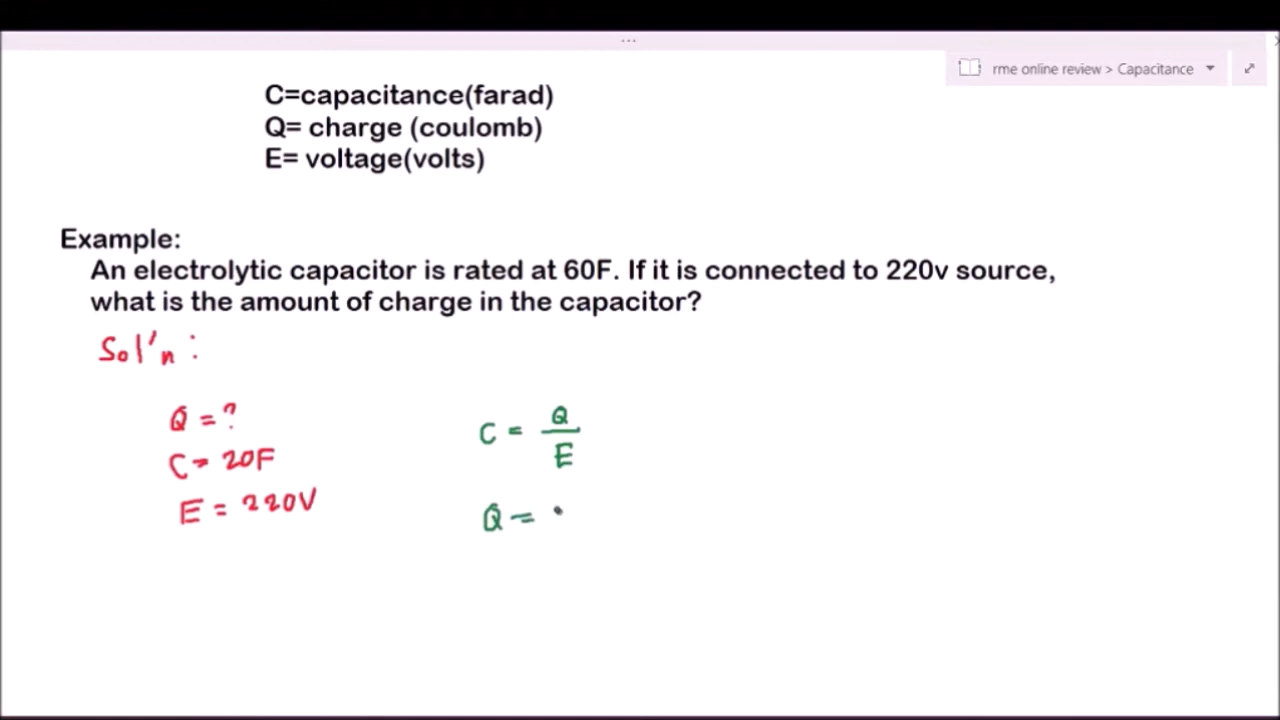 ...
rme online review > Capacitance
C=capacitance(farad)
Q= charge (coulomb)
E= voltage(volts)
Example:
An electrolytic capacitor is rated at 60F. If it is connected to 220v source,
what is the amount of charge in the capacitor?
Sol'n :
Q = ?
C = 20F
E = 220V
C = Q
E
Q =